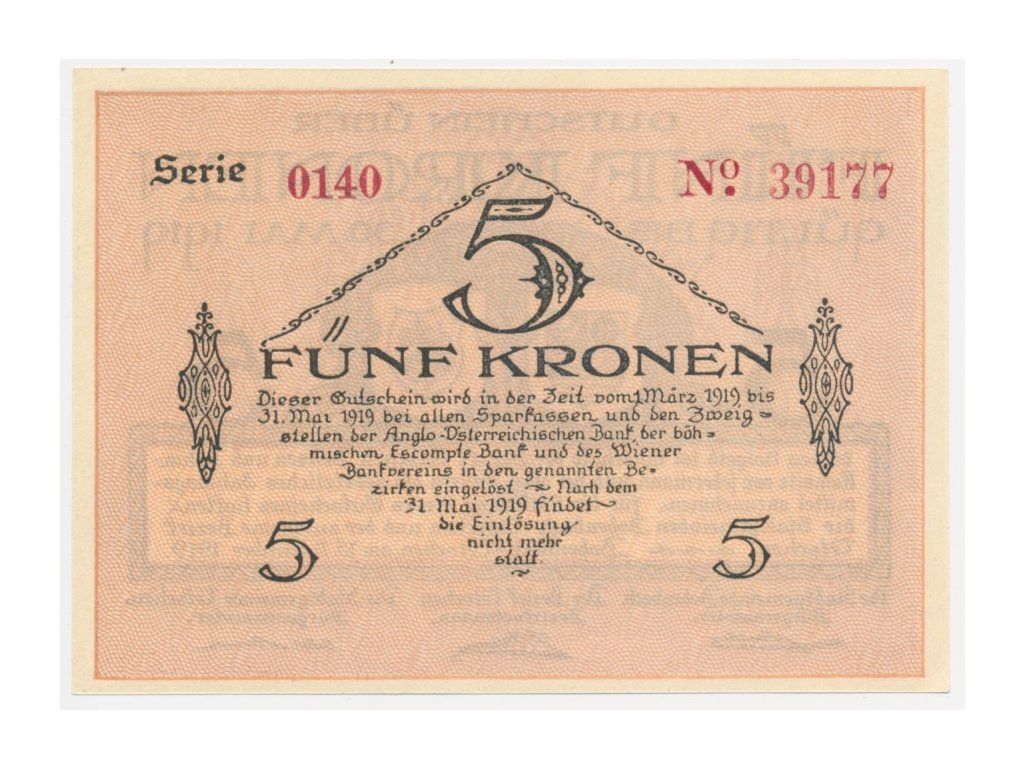 Serie 0140 Nº 39177
5
FÜNF KRONEN
Dieser Gutschein wird in der Zeit vom 1. März 1919 bis
31. Mai 1919 bei allen Sparkassen und den Zweig=
stellen der Anglo-Österreichischen Bank, der böh=
mischen Escompte Bank und des Wiener
Bankvereins in den genannten Be=
zirken eingelöst ~ Nach dem
31 Mai 1919 findet
die Einlösung
nicht mehr
statt.
5 5